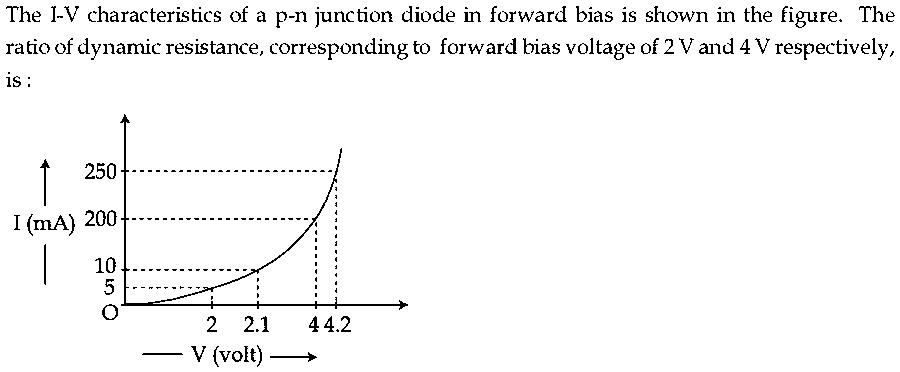 The I-V characteristics of a p-n junction diode in forward bias is shown in the figure. The
ratio of dynamic resistance, corresponding to forward bias voltage of 2 V and 4 V respectively,
is :
250
I (mA) 200
10
5
O
2 2.1 4 4.2
V (volt)